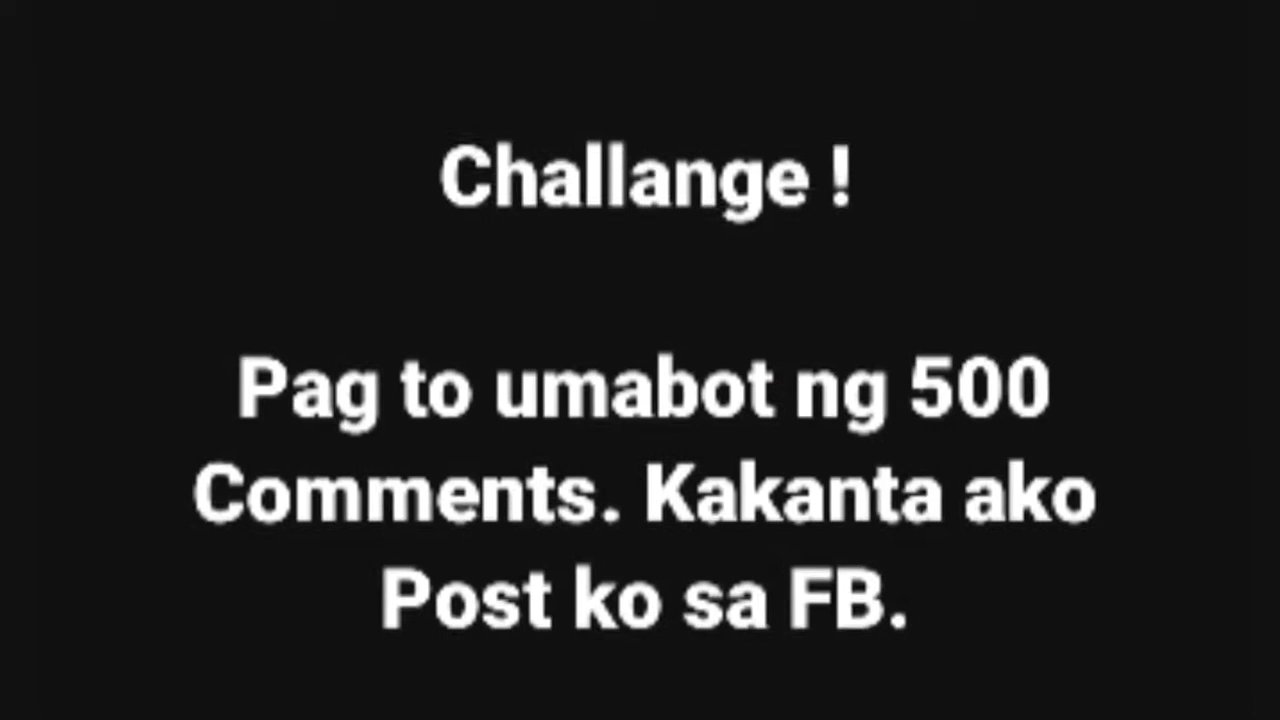 Challange !
Pag to umabot ng 500
Comments. Kakanta ako
Post ko sa FB.